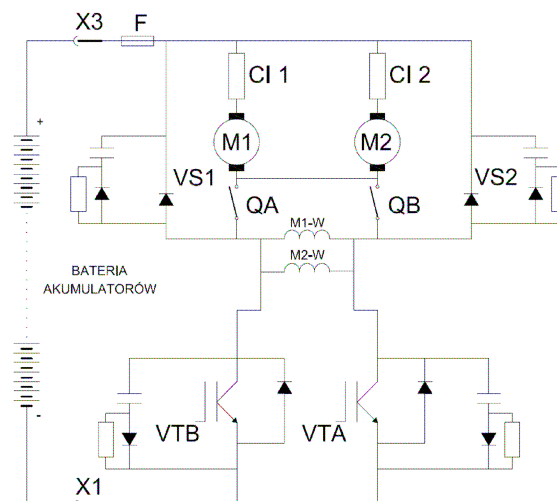 X3
F
CI 1
CI 2
+
M1
M2
VS1
VS2
QA
QB
M1-W
M2-W
BATERIA
AKUMULATORÓW
-
VTB
VTA
X1